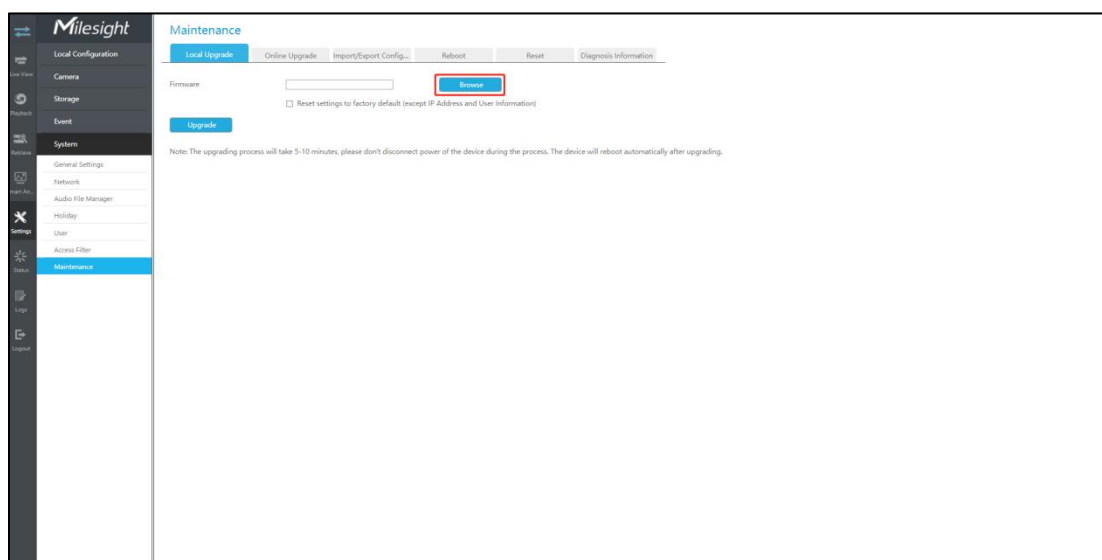 Milesight
Live View
Playback
Retrieve
mart An...
Settings
Status
Logs
Logout
Local Configuration
Camera
Storage
Event
System
General Settings
Network
Audio File Manager
Holiday
User
Access Filter
Maintenance
Maintenance
Local Upgrade Online Upgrade Import/Export Config... Reboot Reset Diagnosis Information
Firmware Browse
Reset settings to factory default (except IP Address and User Information)
Upgrade
Note: The upgrading process will take 5-10 minutes, please don't disconnect power of the device during the process. The device will reboot automatically after upgrading.